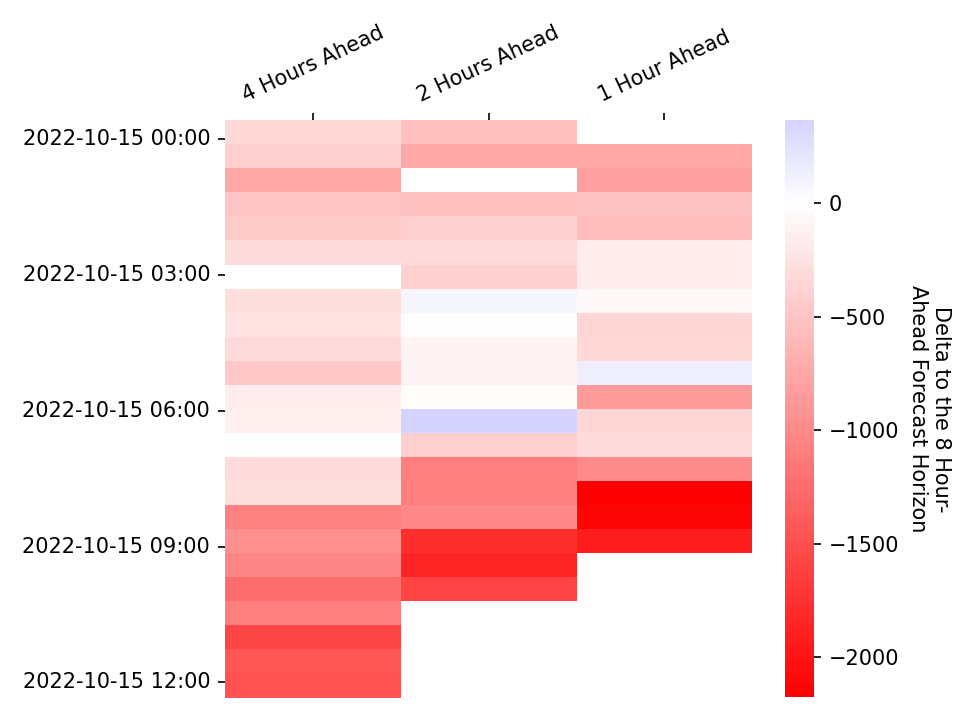 4 Hours Ahead
2 Hours Ahead
1 Hour Ahead
2022-10-15 00:00
2022-10-15 03:00
2022-10-15 06:00
2022-10-15 09:00
2022-10-15 12:00
0
−500
−1000
−1500
−2000
Delta to the 8 Hour-
Ahead Forecast Horizon